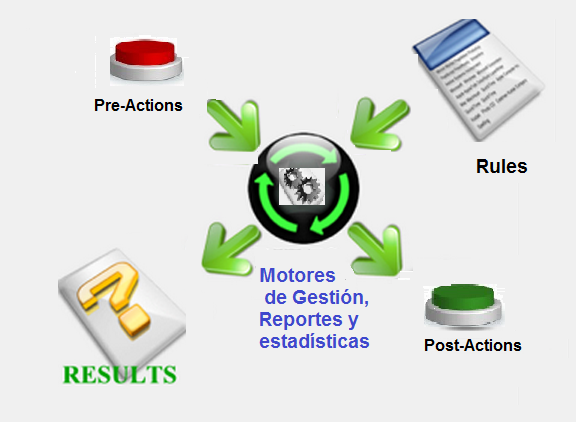 Pre-Actions
Rules
Motores
de Gestión,
Reportes y
estadísticas
RESULTS
Post-Actions